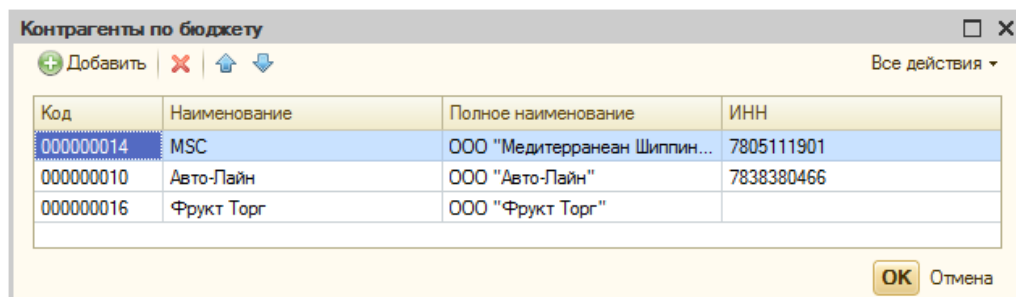 Контрагенты по бюджету
Добавить Все действия
Код Наименование Полное наименование ИНН
000000014 MSC ООО "Медитерранеан Шиппин... 7805111901
000000010 Авто-Лайн ООО "Авто-Лайн" 7838380466
000000016 Фрукт Торг ООО "Фрукт Торг"
ОК Отмена